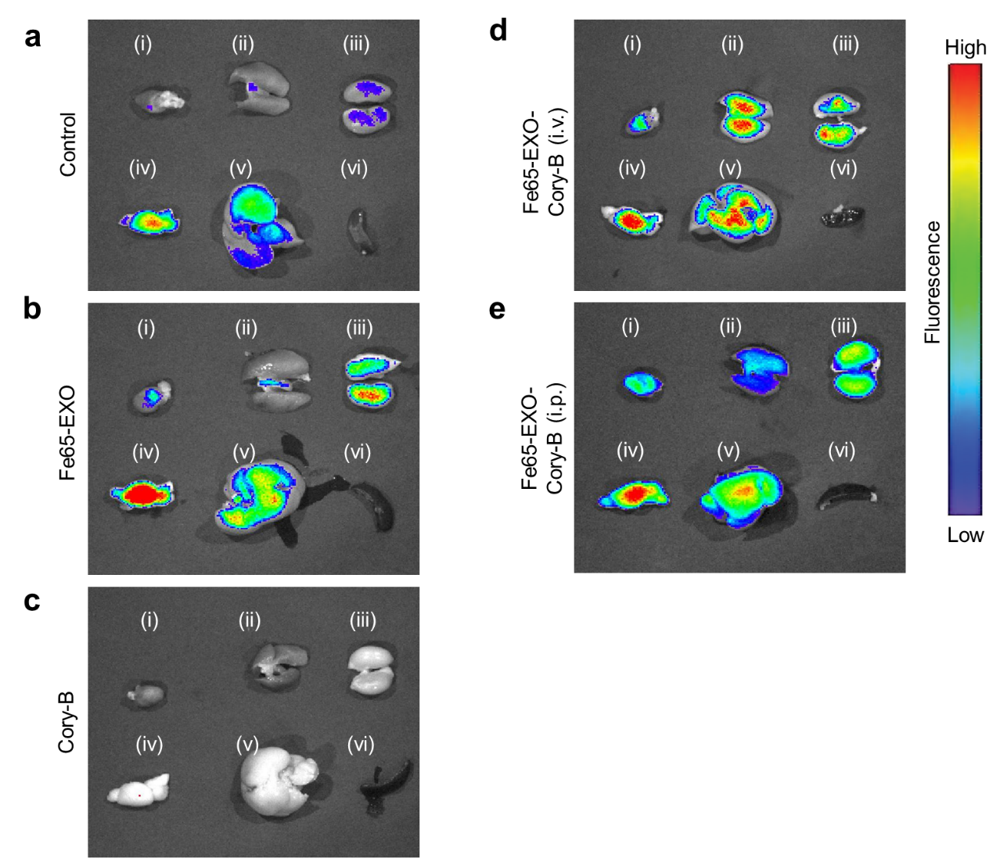 a
Control
(i)
(ii)
(iii)
(iv)
(v)
(vi)
b
Fe65-EXO
(i)
(ii)
(iii)
(iv)
(v)
(vi)
c
Cory-B
(i)
(ii)
(iii)
(iv)
(v)
(vi)
d
Fe65-EXO-
Cory-B (i.v.)
(i)
(ii)
(iii)
(iv)
(v)
(vi)
e
Fe65-EXO-
Cory-B (i.p.)
(i)
(ii)
(iii)
(iv)
(v)
(vi)
High
Fluorescence
Low